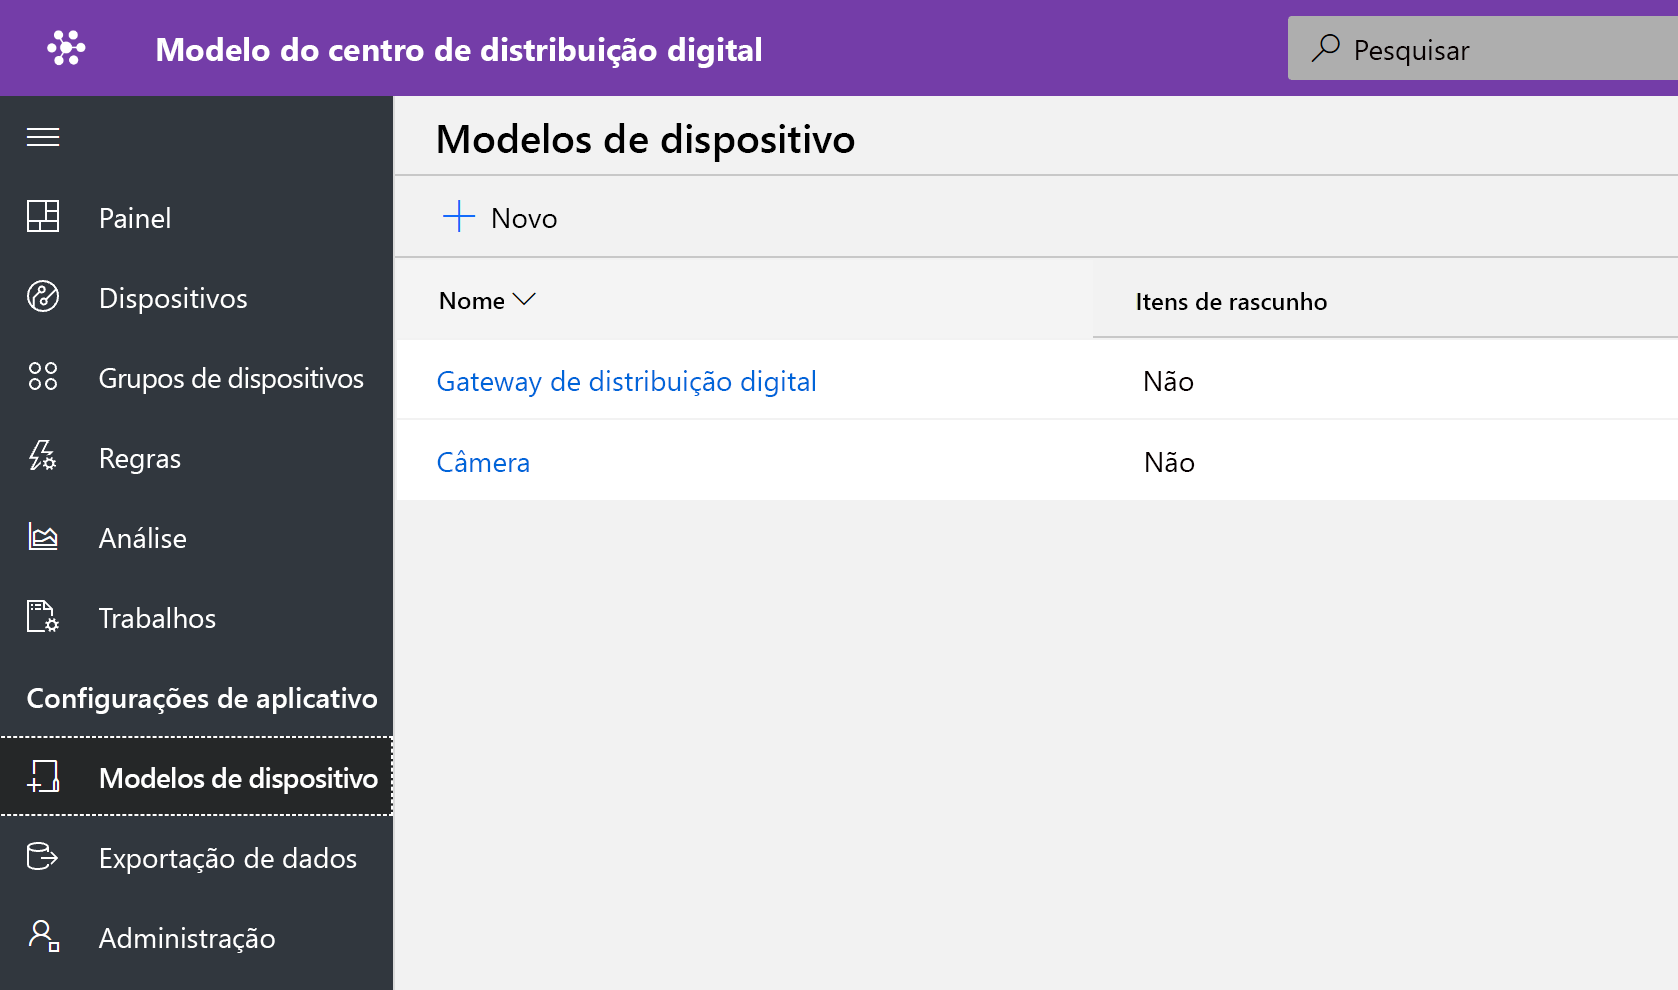 Modelo do centro de distribuição digital
Pesquisar
Painel
Dispositivos
Grupos de dispositivos
Regras
Análise
Trabalhos
Configurações de aplicativo
Modelos de dispositivo
Exportação de dados
Administração
Modelos de dispositivo
Novo
Nome
Itens de rascunho
Gateway de distribuição digital
Não
Câmera
Não